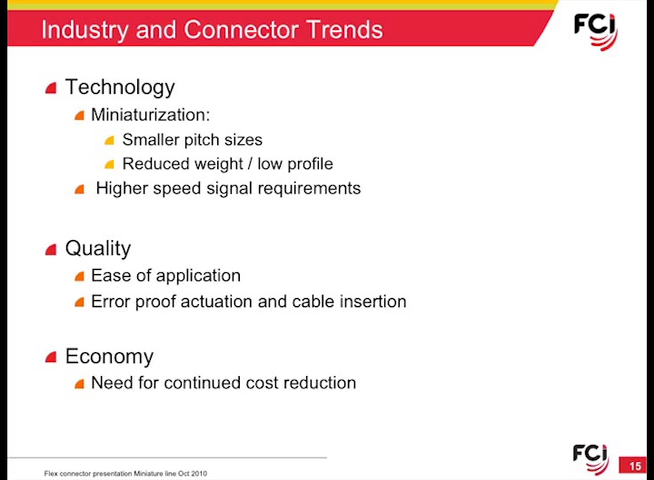 Industry and Connector Trends
FCi
Technology
Miniaturization:
Smaller pitch sizes
Reduced weight / low profile
Higher speed signal requirements
Quality
Ease of application
Error proof actuation and cable insertion
Economy
Need for continued cost reduction
Flex connector presentation Miniature line Oct 2010
FCi
15